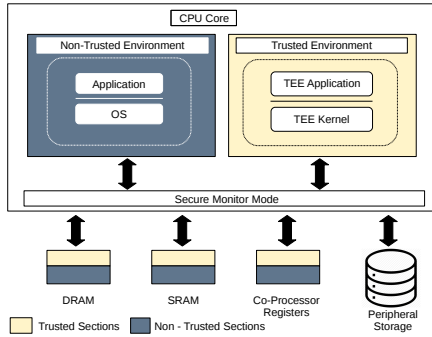 CPU Core
Non-Trusted Environment
Trusted Environment
Application
TEE Application
OS
TEE Kernel
Secure Monitor Mode
DRAM
SRAM
Co-Processor
Registers
Peripheral
Storage
Trusted Sections
Non - Trusted Sections